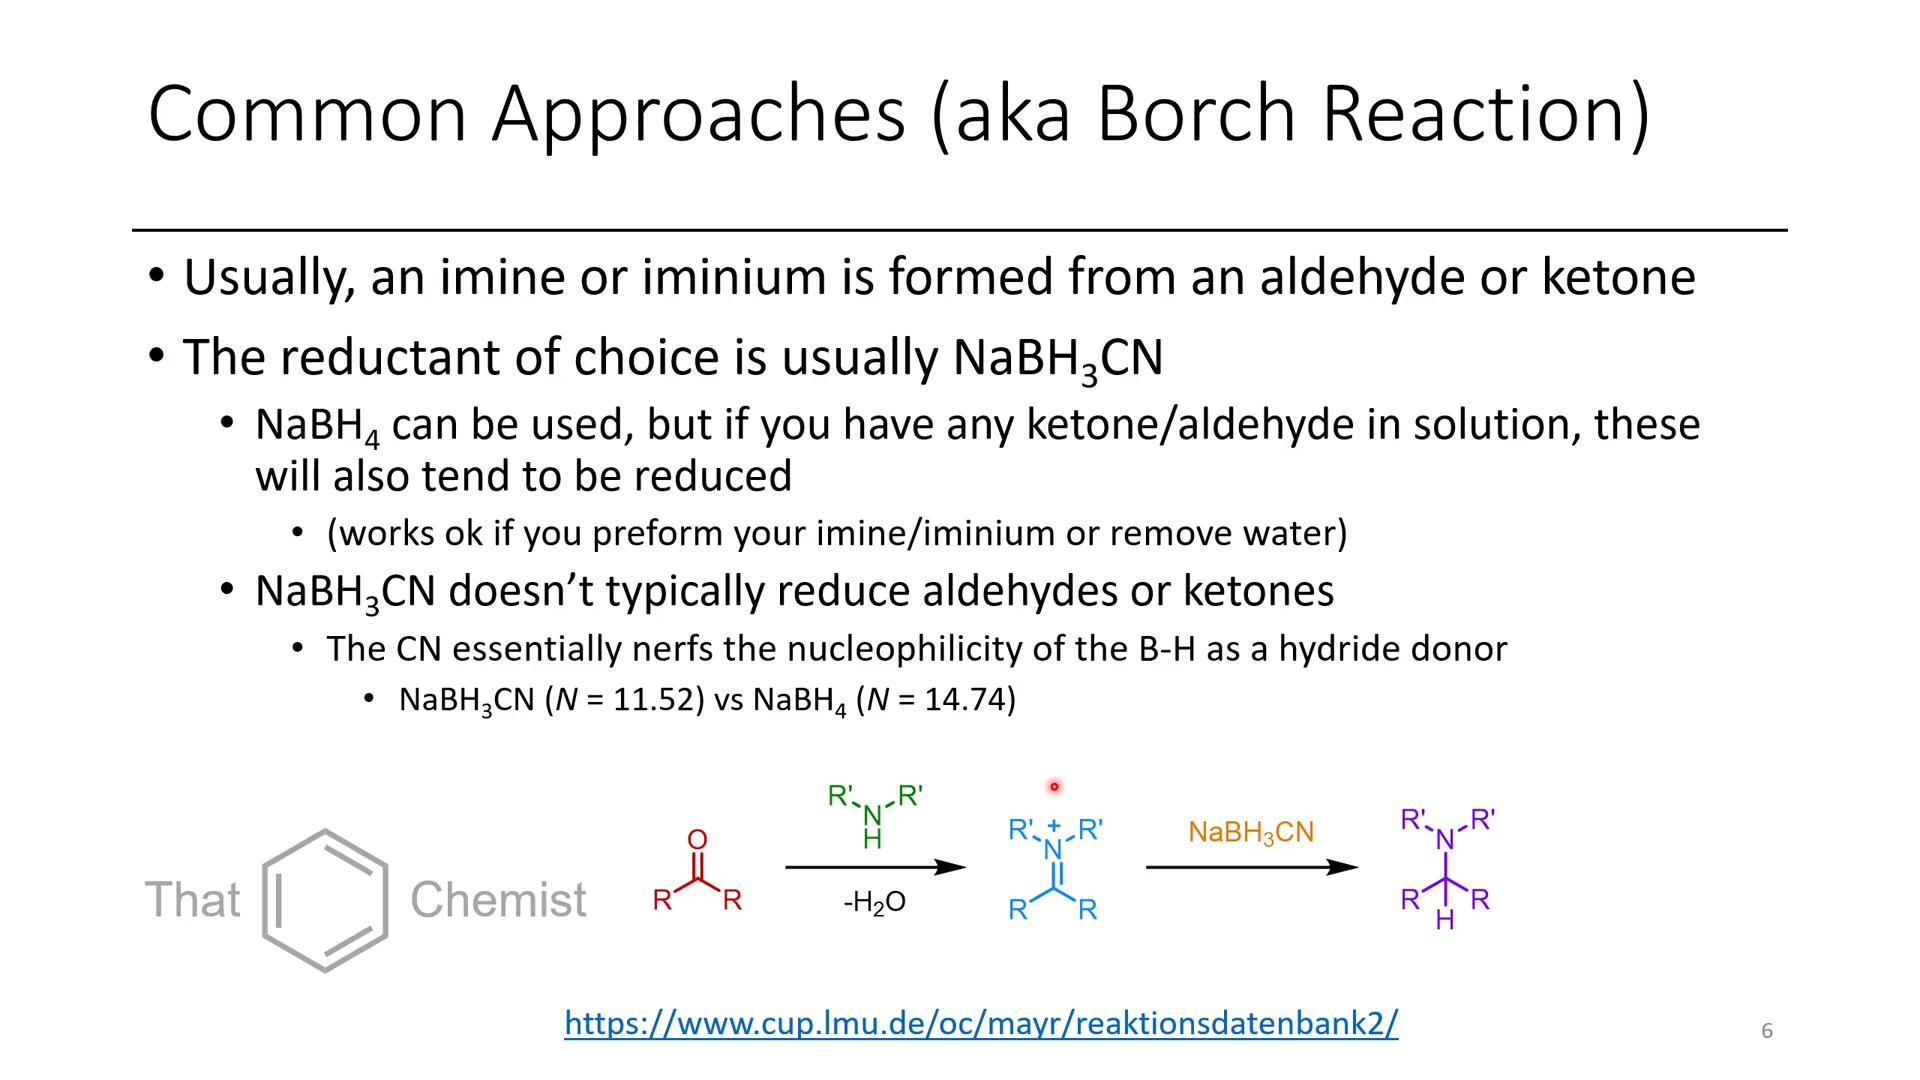 Common Approaches (aka Borch Reaction)
• Usually, an imine or iminium is formed from an aldehyde or ketone
• The reductant of choice is usually NaBH₃CN
• NaBH₄ can be used, but if you have any ketone/aldehyde in solution, these
will also tend to be reduced
• (works ok if you preform your imine/iminium or remove water)
• NaBH₃CN doesn’t typically reduce aldehydes or ketones
• The CN essentially nerfs the nucleophilicity of the B-H as a hydride donor
• NaBH₃CN (N = 11.52) vs NaBH₄ (N = 14.74)
That Chemist
O
R R
R' R'
N
H
-H₂O
R' + R'
N
R R
NaBH₃CN
R' R'
N
R R
H
https://www.cup.lmu.de/oc/mayr/reaktionsdatenbank2/
6